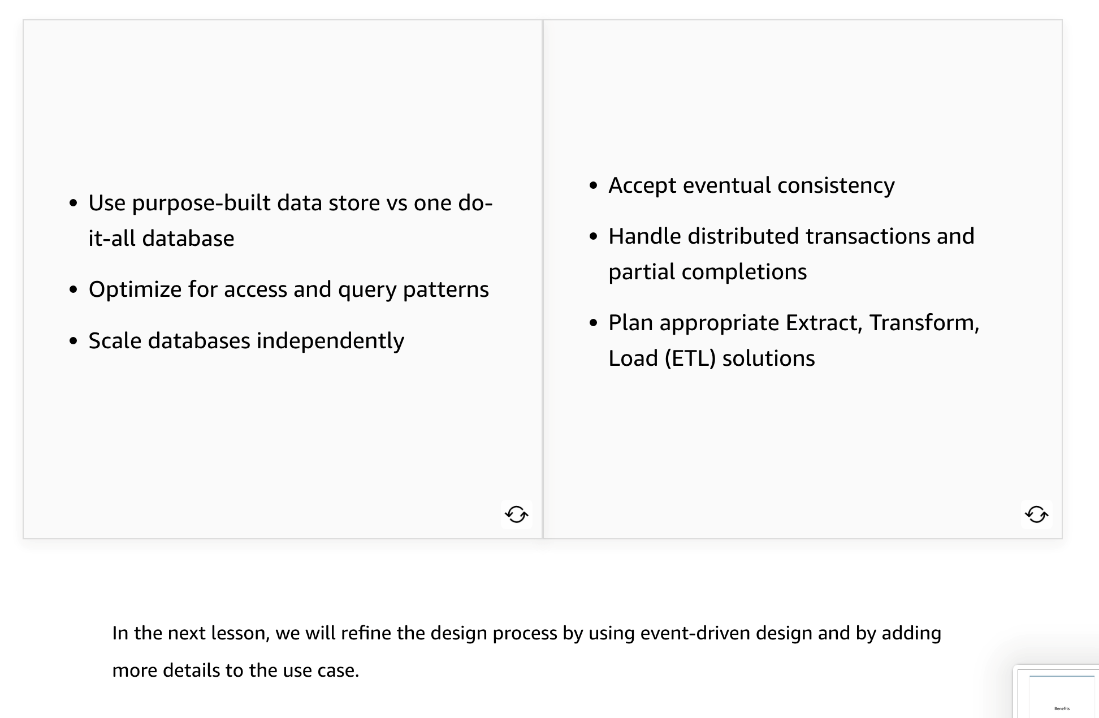 • Use purpose-built data store vs one do-
it-all database
• Optimize for access and query patterns
• Scale databases independently
• Accept eventual consistency
• Handle distributed transactions and
partial completions
• Plan appropriate Extract, Transform,
Load (ETL) solutions
In the next lesson, we will refine the design process by using event-driven design and by adding
more details to the use case.
Benefits